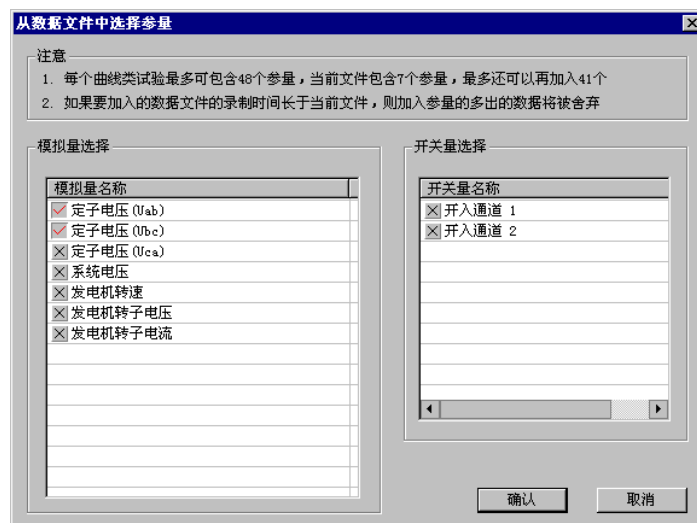 从数据文件中选择参量
注意
1. 每个曲线类试验最多可包含48个参量，当前文件包含7个参量，最多还可以再加入41个
2. 如果要加入的数据文件的录制时间长于当前文件，则加入参量的多出的数据将被舍弃
模拟量选择
模拟量名称
定子电压(Uab)
定子电压(Ubc)
定子电压(Uca)
系统电压
发电机转速
发电机转子电压
发电机转子电流
开关量选择
开关量名称
开入通道 1
开入通道 2
确认
取消